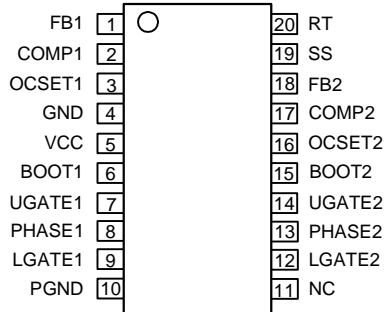 FB1 1 20 RT
COMP1 2 19 SS
OCSET1 3 18 FB2
GND 4 17 COMP2
VCC 5 16 OCSET2
BOOT1 6 15 BOOT2
UGATE1 7 14 UGATE2
PHASE1 8 13 PHASE2
LGATE1 9 12 LGATE2
PGND 10 11 NC